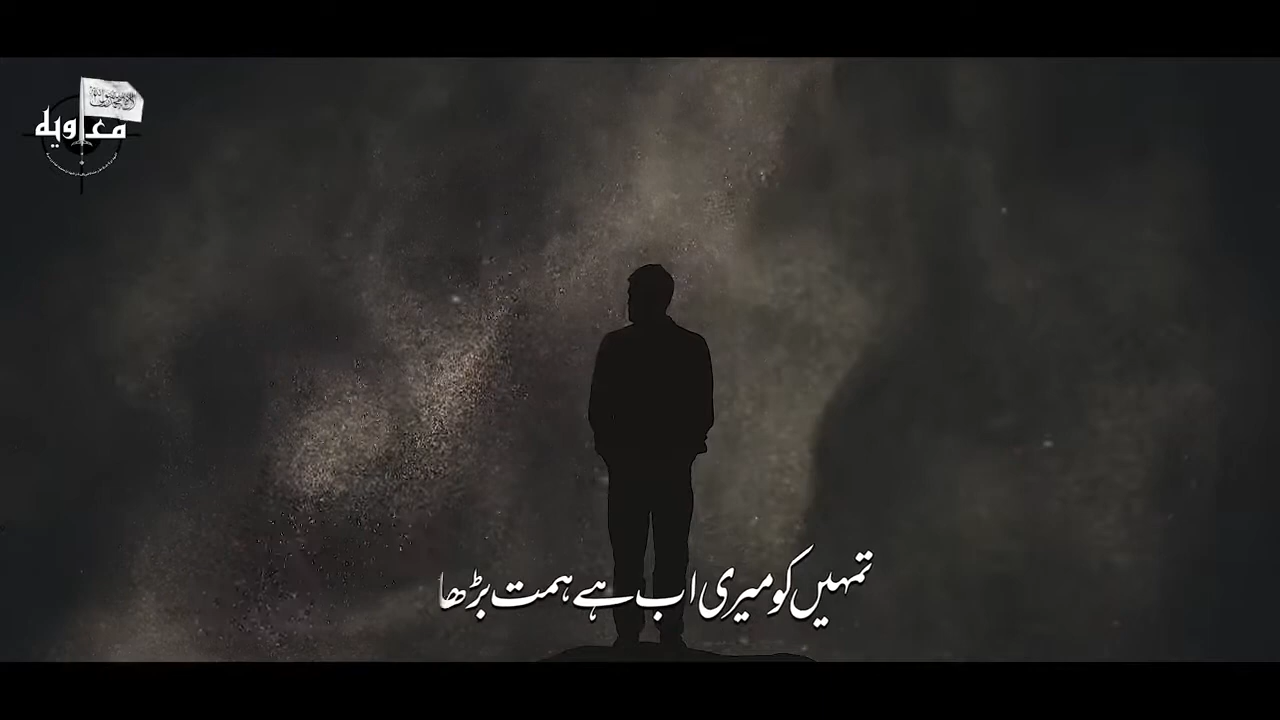 معاویہ
تمہیں کو میری اب ہے ہمت بڑھا